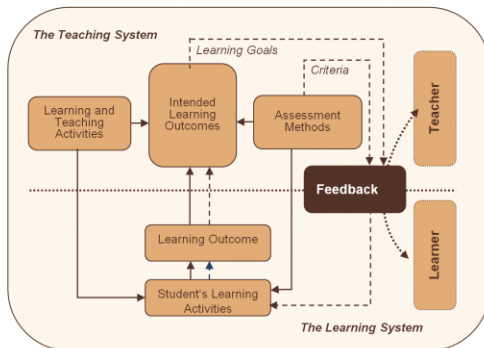 The Teaching System
Learning Goals
Criteria
Intended
Learning
Outcomes
Learning and
Teaching
Activities
Assessment
Methods
Teacher
Feedback
Learning Outcome
Learner
Student's Learning
Activities
The Learning System